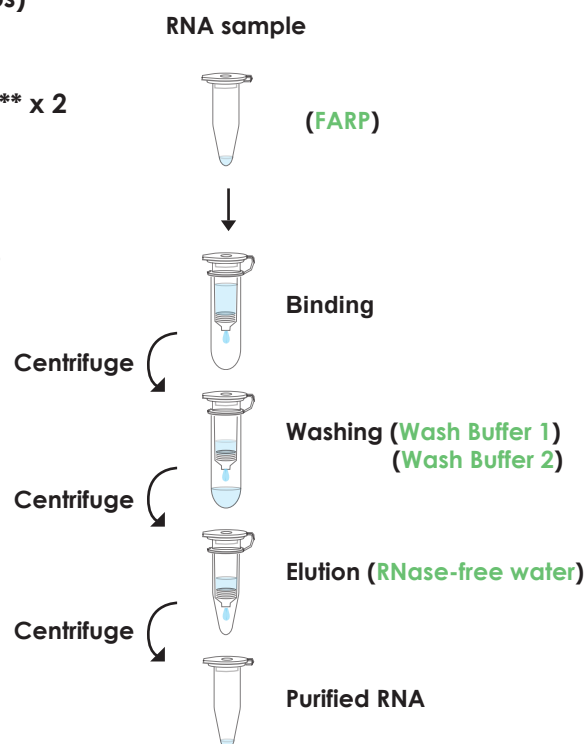 RNA sample
** x 2
(FARP)
Binding
Centrifuge
Washing (Wash Buffer 1)
(Wash Buffer 2)
Centrifuge
Elution (RNase-free water)
Centrifuge
Purified RNA